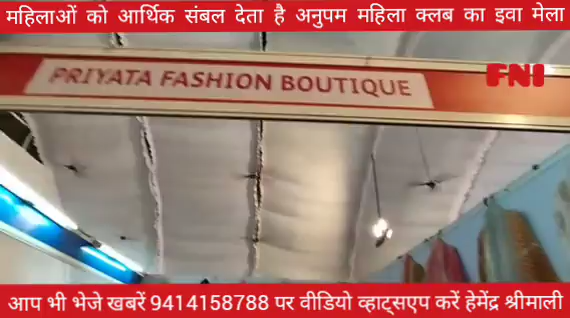 महिलाओं को आर्थिक संबल देता है अनुपम महिला क्लब का इवा मेला
PRIYATA FASHION BOUTIQUE
FNI
आप भी भेजे खबरें 9414158788 पर वीडियो व्हाट्सएप करें हेमेंद्र श्रीमाली